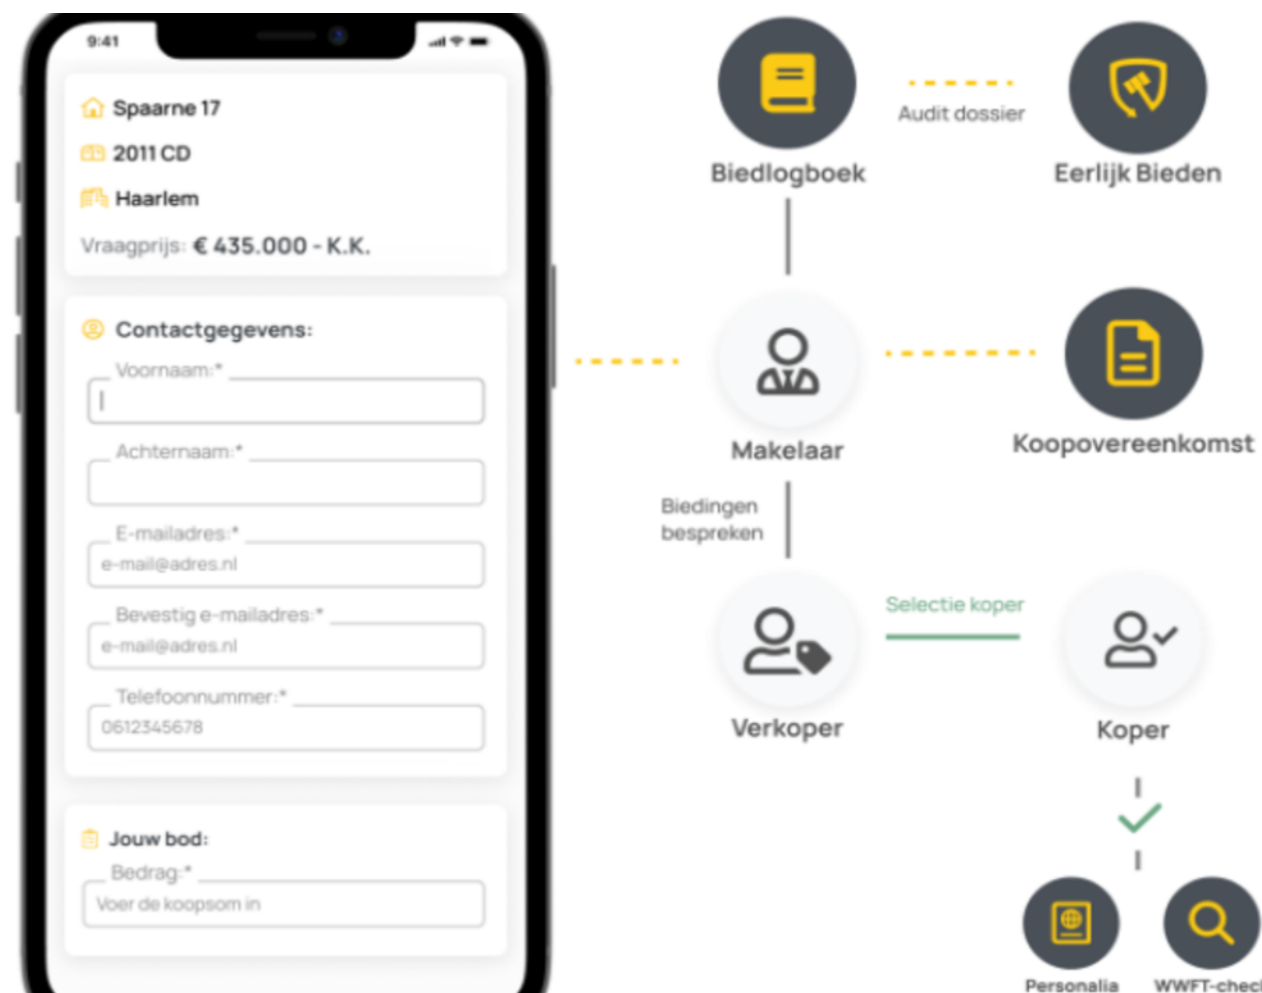 9:41
Spaarne 17
2011 CD
Haarlem
Vraagprijs: € 435.000 - K.K.
Contactgegevens:
Voornaam:*
Achternaam:*
E-mailadres:*
e-mail@adres.nl
Bevestig e-mailadres:*
e-mail@adres.nl
Telefoonnummer:*
0612345678
Jouw bod:
Bedrag:*
Voer de koopsom in
Audit dossier
Biedlogboek
Eerlijk Bieden
Makelaar
Koopovereenkomst
Biedingen
bespreken
Selectie koper
Verkoper
Koper
Personalia
WWFT-check